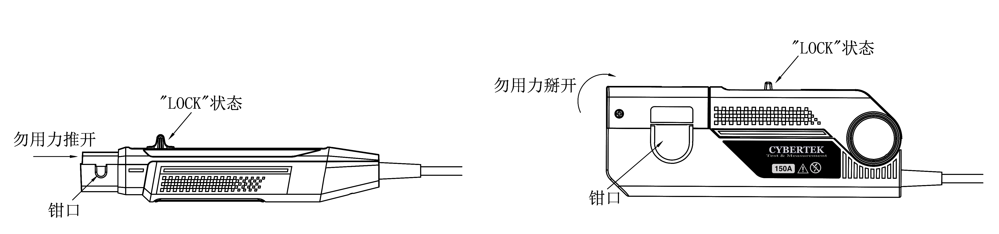 "LOCK"状态
勿用力推开
钳口
"LOCK"状态
勿用力掰开
CYBERTEK
Test & Measurement
150A
钳口